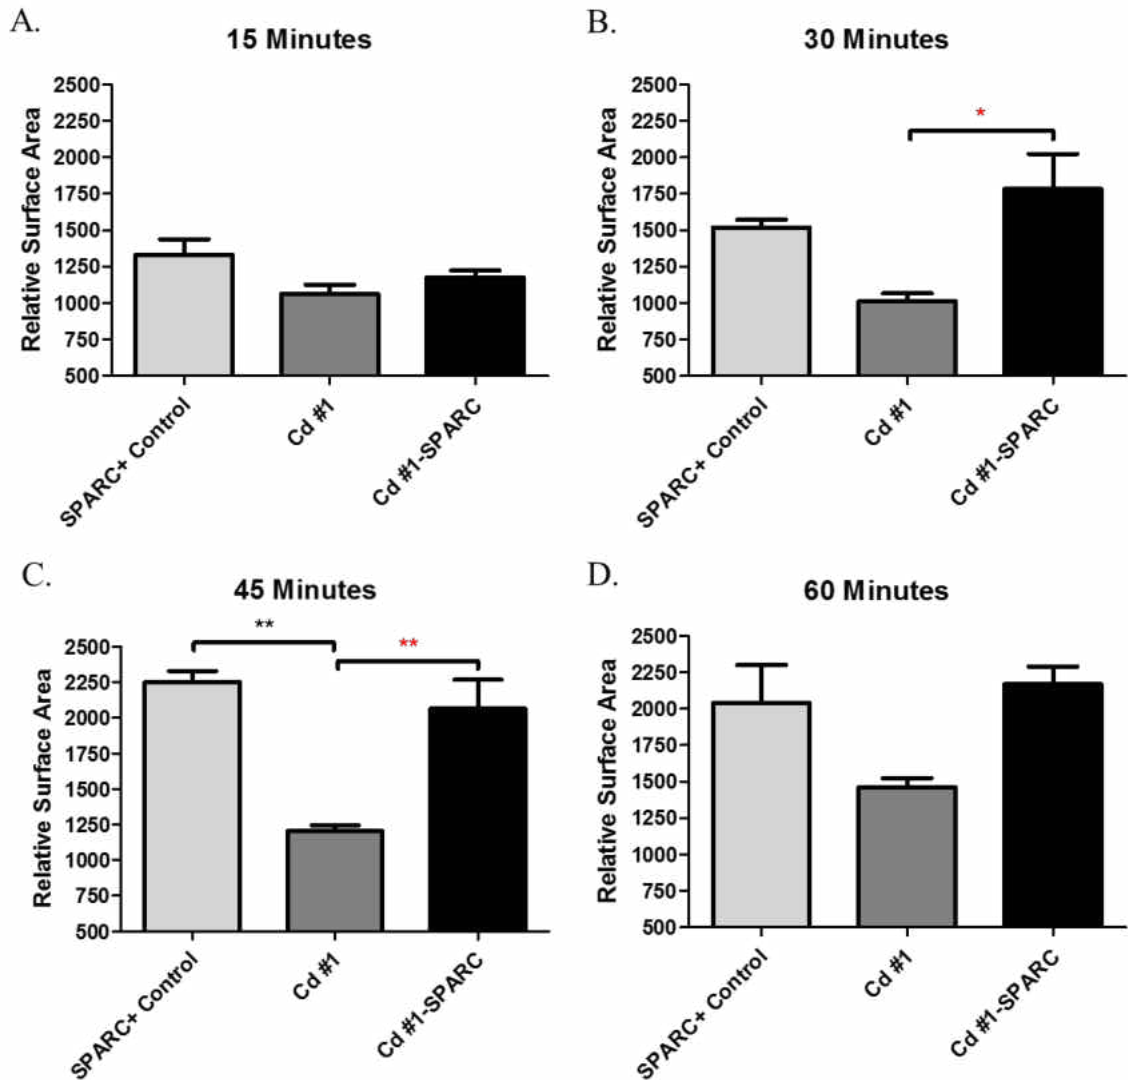 A.
15 Minutes
Relative Surface Area
2500
2250
2000
1750
1500
1250
1000
750
500
SPARC+ Control
Cd #1
Cd #1-SPARC
B.
30 Minutes
*
Relative Surface Area
2500
2250
2000
1750
1500
1250
1000
750
500
SPARC+ Control
Cd #1
Cd #1-SPARC
C.
45 Minutes
**
**
Relative Surface Area
2500
2250
2000
1750
1500
1250
1000
750
500
SPARC+ Control
Cd #1
Cd #1-SPARC
D.
60 Minutes
Relative Surface Area
2500
2250
2000
1750
1500
1250
1000
750
500
SPARC+ Control
Cd #1
Cd #1-SPARC